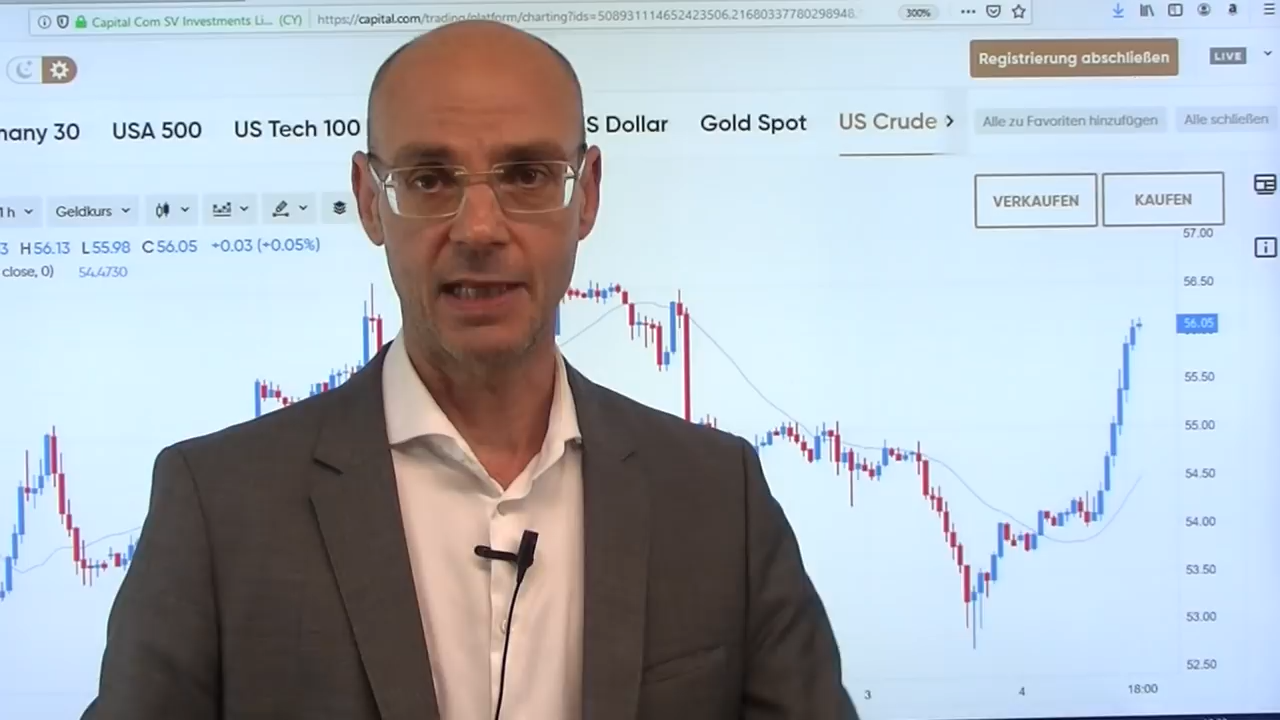 Capital Com SV Investments Li... (CY)
https://capital.com/trading/platform/charting?ids=508931114652423506.21680337780298948.
300%
Registrierung abschließen
LIVE
many 30
USA 500
US Tech 100
S Dollar
Gold Spot
US Crude
Alle zu Favoriten hinzufügen
Alle schließen
1h
Geldkurs
VERKAUFEN
KAUFEN
3 H56.13 L55.98 C56.05 +0.03 (+0.05%)
close, 0) 54.4730
57.00
56.50
56.05
55.50
55.00
54.50
54.00
53.50
53.00
52.50
3
4
18:00